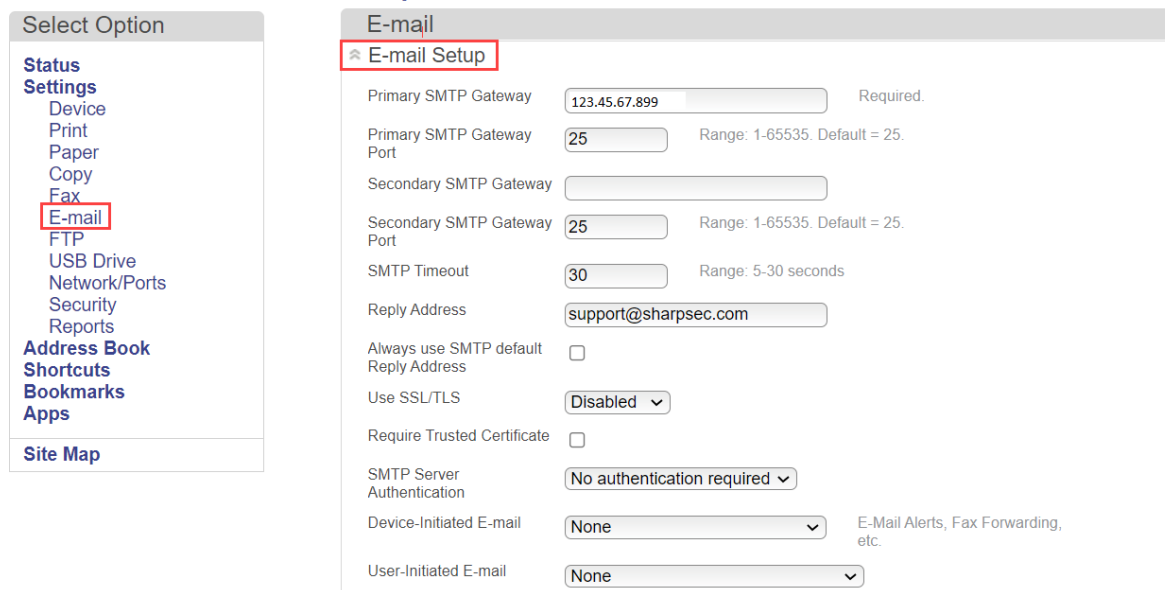 Select Option
Status
Settings
Device
Print
Paper
Copy
Fax
E-mail
FTP
USB Drive
Network/Ports
Security
Reports
Address Book
Shortcuts
Bookmarks
Apps
Site Map
E-mail
E-mail Setup
Primary SMTP Gateway 123.45.67.899 Required.
Primary SMTP Gateway
Port 25 Range: 1-65535. Default = 25.
Secondary SMTP Gateway
Secondary SMTP Gateway
Port 25 Range: 1-65535. Default = 25.
SMTP Timeout 30 Range: 5-30 seconds
Reply Address support@sharpsec.com
Always use SMTP default
Reply Address
Use SSL/TLS Disabled
Require Trusted Certificate
SMTP Server
Authentication No authentication required
Device-Initiated E-mail None E-Mail Alerts, Fax Forwarding,
etc.
User-Initiated E-mail None